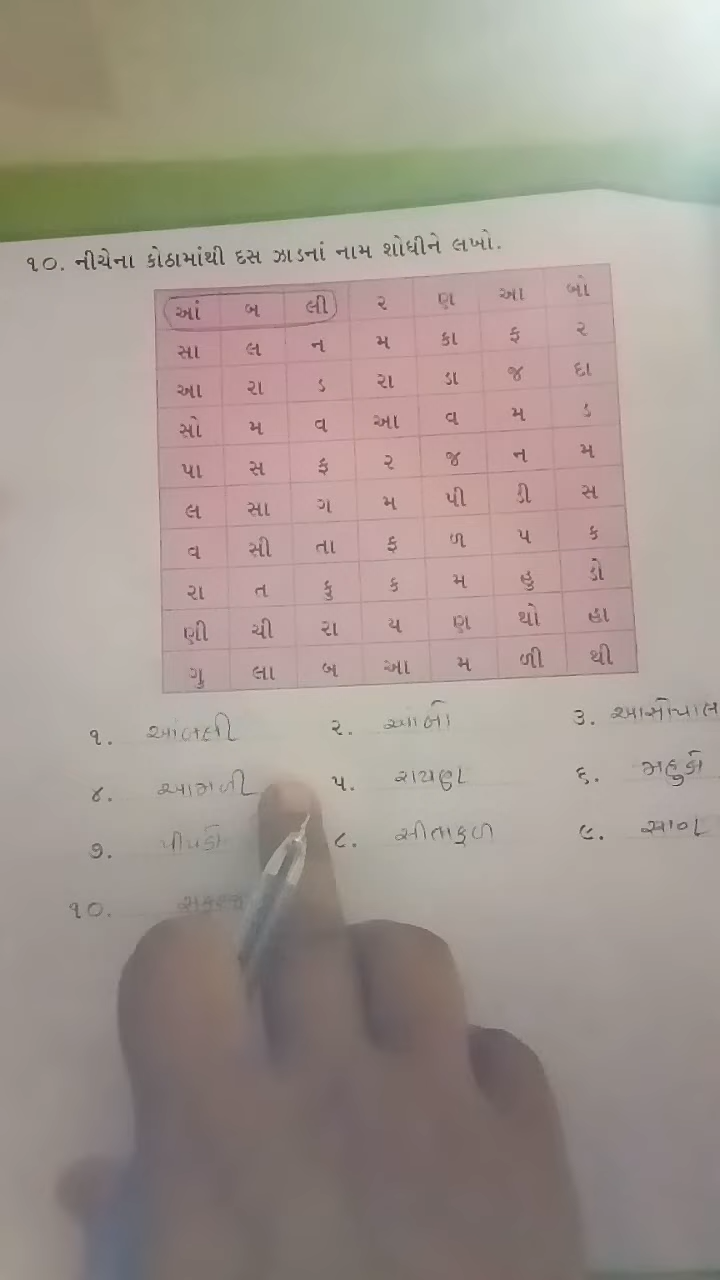 ૧૦. નીચેના કોઠામાંથી દસ ઝાડનાં નામ શોધીને લખો.
આં બ લી ર ણ આ બો
સા લ ન મ કા ફ ર
આ રા ડ રા ડા જ દા
સો મ વ આ વ મ ડ
પા સ ફ ર જ ન મ
લ સા ગ મ પી ડી સ
વ સી તા ફ ળ પ ક
રા ત કુ ક મ હુ ડો
ણી ચી રા ય ણ થો હા
ગુ લા બ આ મ ળી થી
૧. આંબલી ૨. આંબો ૩. આસોપાલ
૪. આમળી ૫. રાયણ ૬. મહુડો
૭. પીપડી ૮. સીતાફળ ૯. સાગ
૧૦.